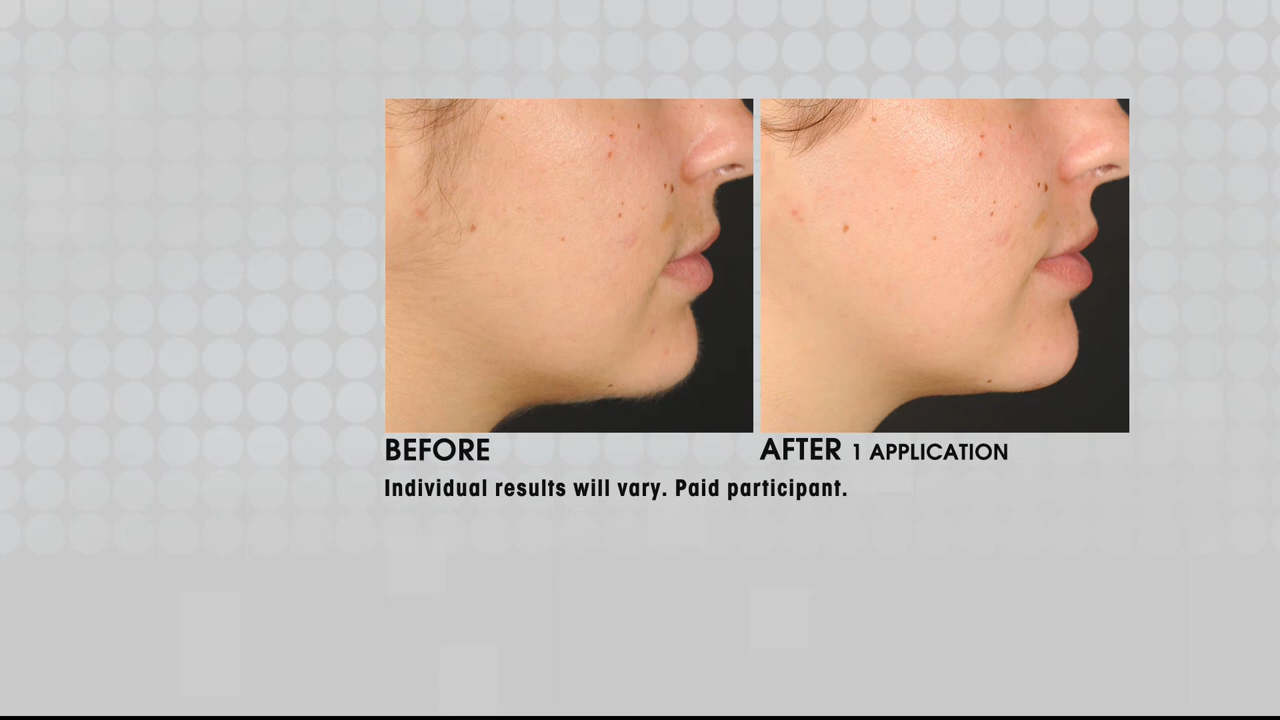 BEFORE
AFTER 1 APPLICATION
Individual results will vary. Paid participant.